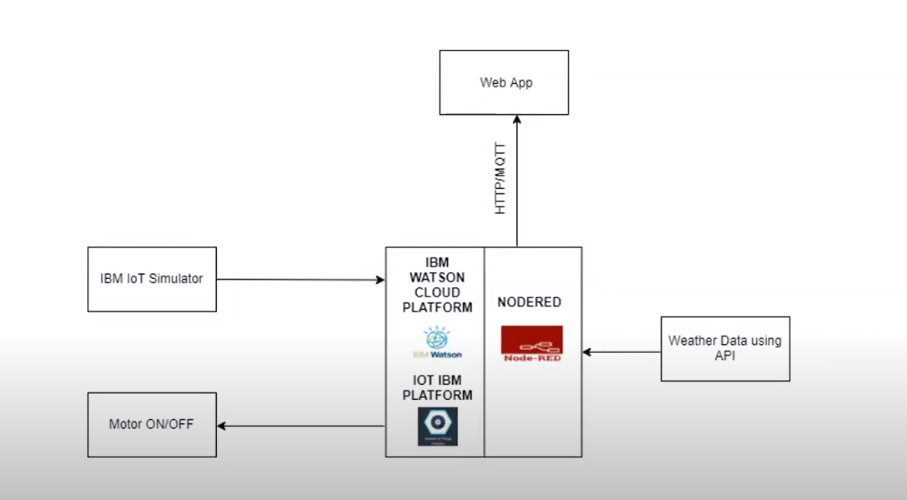 Web App
HTTP/MQTT
IBM IoT Simulator
IBM
WATSON
CLOUD
PLATFORM
IBM Watson
IOT IBM
PLATFORM
NODERED
Node-RED
Weather Data using
API
Motor ON/OFF